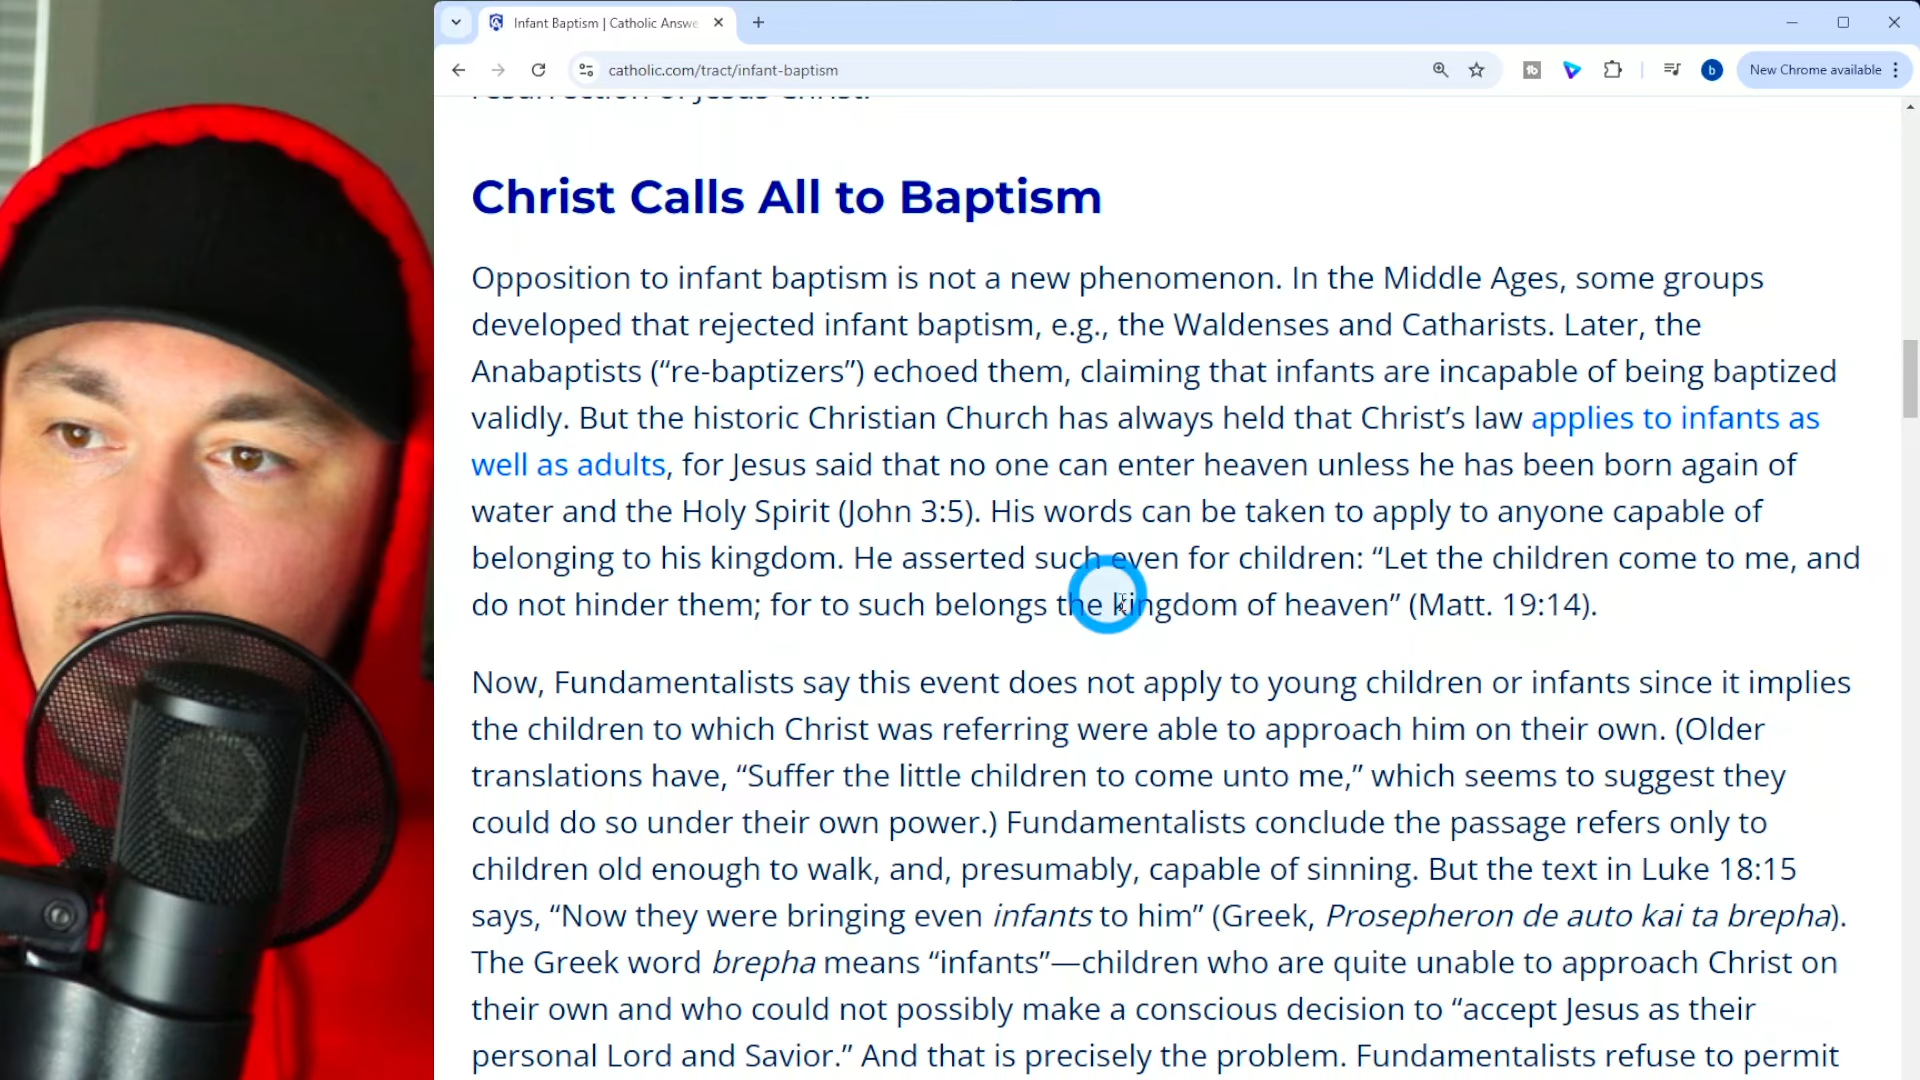 Infant Baptism | Catholic Answe
catholic.com/tract/infant-baptism
b
New Chrome available
resurrection of Jesus Christ.
Christ Calls All to Baptism
Opposition to infant baptism is not a new phenomenon. In the Middle Ages, some groups
developed that rejected infant baptism, e.g., the Waldenses and Catharists. Later, the
Anabaptists (“re-baptizers”) echoed them, claiming that infants are incapable of being baptized
validly. But the historic Christian Church has always held that Christ’s law applies to infants as
well as adults, for Jesus said that no one can enter heaven unless he has been born again of
water and the Holy Spirit (John 3:5). His words can be taken to apply to anyone capable of
belonging to his kingdom. He asserted such even for children: “Let the children come to me, and
do not hinder them; for to such belongs the kingdom of heaven” (Matt. 19:14).
Now, Fundamentalists say this event does not apply to young children or infants since it implies
the children to which Christ was referring were able to approach him on their own. (Older
translations have, “Suffer the little children to come unto me,” which seems to suggest they
could do so under their own power.) Fundamentalists conclude the passage refers only to
children old enough to walk, and, presumably, capable of sinning. But the text in Luke 18:15
says, “Now they were bringing even infants to him” (Greek, Prosepheron de auto kai ta brepha).
The Greek word brepha means “infants”—children who are quite unable to approach Christ on
their own and who could not possibly make a conscious decision to “accept Jesus as their
personal Lord and Savior.” And that is precisely the problem. Fundamentalists refuse to permit